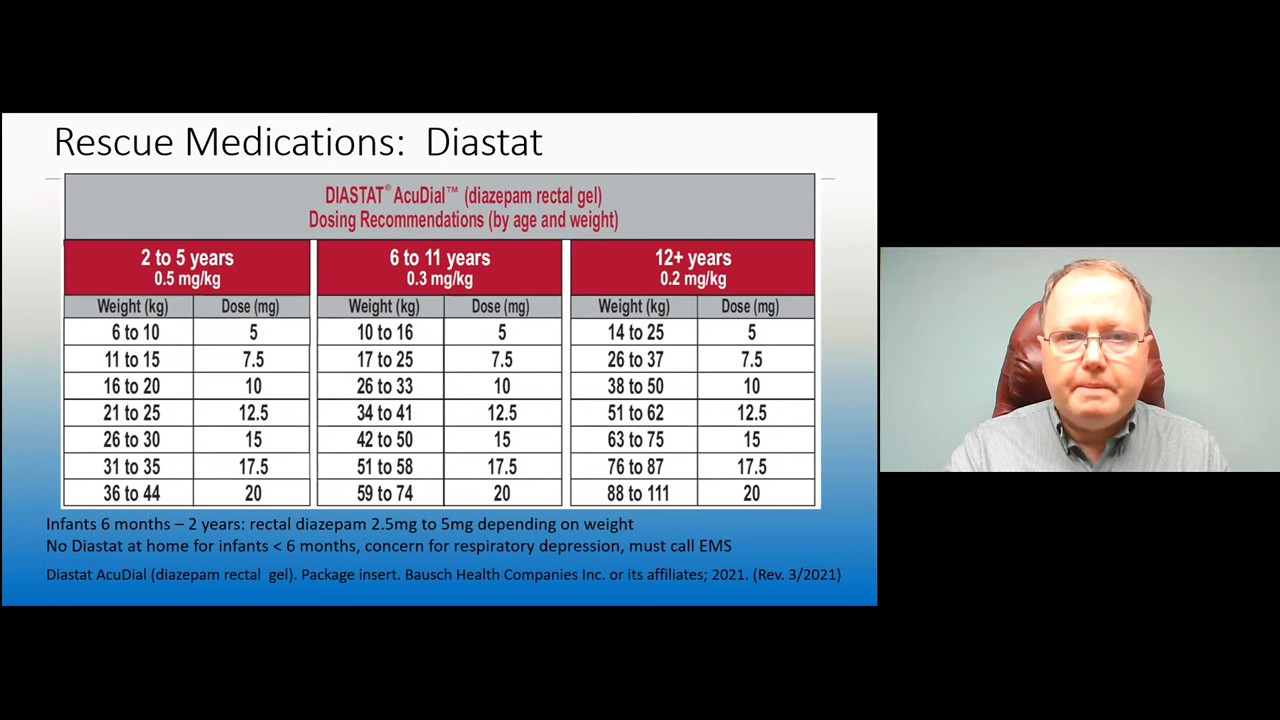 Rescue Medications: Diastat
DIASTAT® AcuDial™ (diazepam rectal gel)
Dosing Recommendations (by age and weight)
2 to 5 years 6 to 11 years 12+ years
0.5 mg/kg 0.3 mg/kg 0.2 mg/kg
Weight (kg) Dose (mg) Weight (kg) Dose (mg) Weight (kg) Dose (mg)
6 to 10 5 10 to 16 5 14 to 25 5
11 to 15 7.5 17 to 25 7.5 26 to 37 7.5
16 to 20 10 26 to 33 10 38 to 50 10
21 to 25 12.5 34 to 41 12.5 51 to 62 12.5
26 to 30 15 42 to 50 15 63 to 75 15
31 to 35 17.5 51 to 58 17.5 76 to 87 17.5
36 to 44 20 59 to 74 20 88 to 111 20
Infants 6 months – 2 years: rectal diazepam 2.5mg to 5mg depending on weight
No Diastat at home for infants < 6 months, concern for respiratory depression, must call EMS
Diastat AcuDial (diazepam rectal gel). Package insert. Bausch Health Companies Inc. or its affiliates; 2021. (Rev. 3/2021)